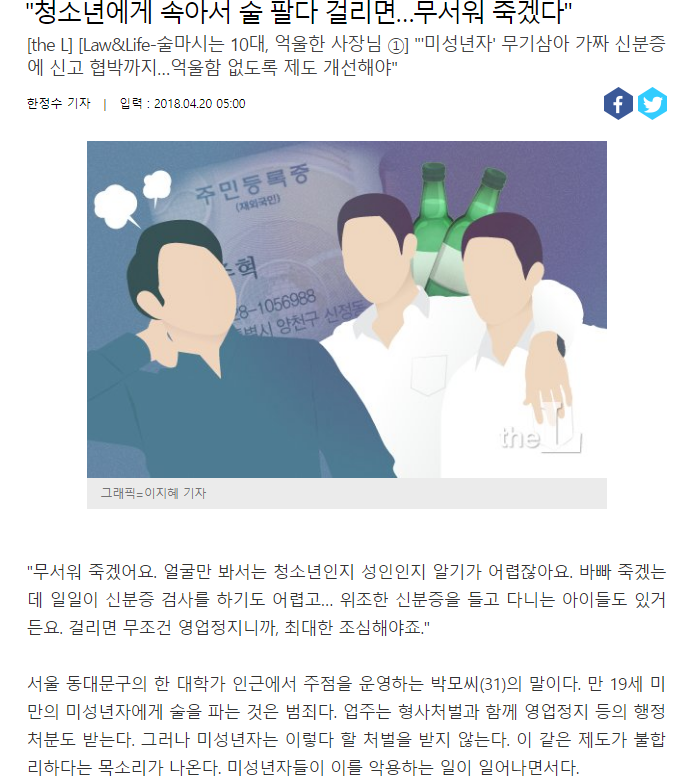 "청소년에게 속아서 술 팔다 걸리면...무서워 죽겠다"
[the L] [Law&Life-술마시는 10대, 억울한 사장님 ①] "'미성년자' 무기삼아 가짜 신분증
에 신고 협박까지...억울함 없도록 제도 개선해야"
한정수 기자 | 입력 : 2018.04.20 05:00
주민등록증
(재외국민)
수혁
28-1056988
별시 양천구 신정동
the L
그래픽=이지혜 기자
"무서워 죽겠어요. 얼굴만 봐서는 청소년인지 성인인지 알기가 어렵잖아요. 바빠 죽겠는
데 일일이 신분증 검사를 하기도 어렵고... 위조한 신분증을 들고 다니는 아이들도 있거
든요. 걸리면 무조건 영업정지니까, 최대한 조심해야죠."
서울 동대문구의 한 대학가 인근에서 주점을 운영하는 박모씨(31)의 말이다. 만 19세 미
만의 미성년자에게 술을 파는 것은 범죄다. 업주는 형사처벌과 함께 영업정지 등의 행정
처분도 받는다. 그러나 미성년자는 이렇다 할 처벌을 받지 않는다. 이 같은 제도가 불합
리하다는 목소리가 나온다. 미성년자들이 이를 악용하는 일이 일어나면서다.